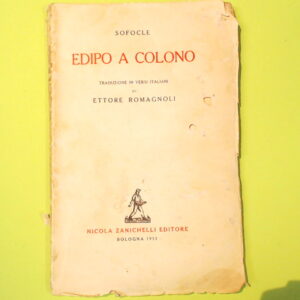 SOFOCLE
EDIPO A COLONO
TRADUZIONE IN VERSI ITALIANI
DI
ETTORE ROMAGNOLI
NICOLA ZANICHELLI EDITORE
BOLOGNA